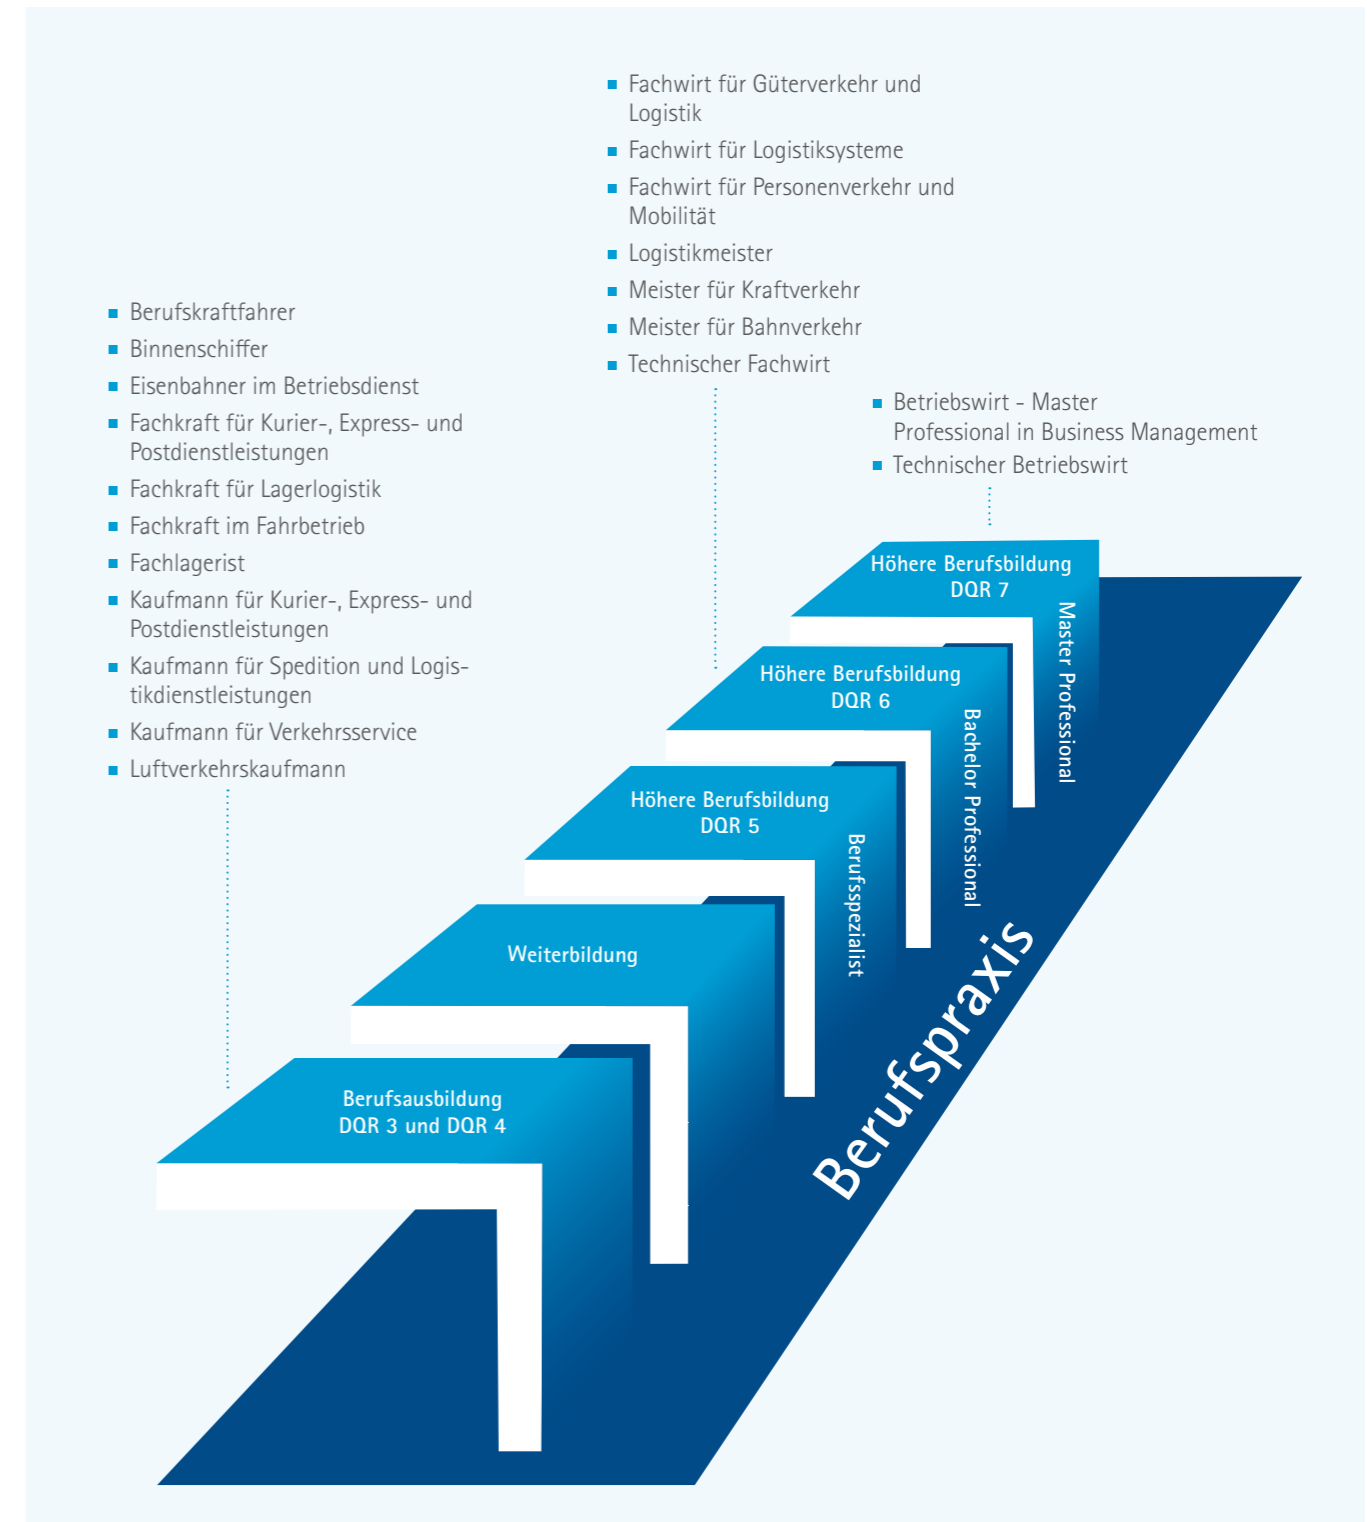 Fachwirt für Güterverkehr und
Logistik
Fachwirt für Logistiksysteme
Fachwirt für Personenverkehr und
Mobilität
Logistikmeister
Meister für Kraftverkehr
Meister für Bahnverkehr
Technischer Fachwirt
Berufskraftfahrer
Binnenschiffer
Eisenbahner im Betriebsdienst
Fachkraft für Kurier-, Express- und
Postdienstleistungen
Fachkraft für Lagerlogistik
Fachkraft im Fahrbetrieb
Fachlagerist
Kaufmann für Kurier-, Express- und
Postdienstleistungen
Kaufmann für Spedition und Logis-
tikdienstleistungen
Kaufmann für Verkehrsservice
Luftverkehrskaufmann
Betriebswirt - Master
Professional in Business Management
Technischer Betriebswirt
Höhere Berufsbildung
DQR 7
Master Professional
Höhere Berufsbildung
DQR 6
Bachelor Professional
Höhere Berufsbildung
DQR 5
Berufsspezialist
Weiterbildung
Berufsausbildung
DQR 3 und DQR 4
Berufspraxis